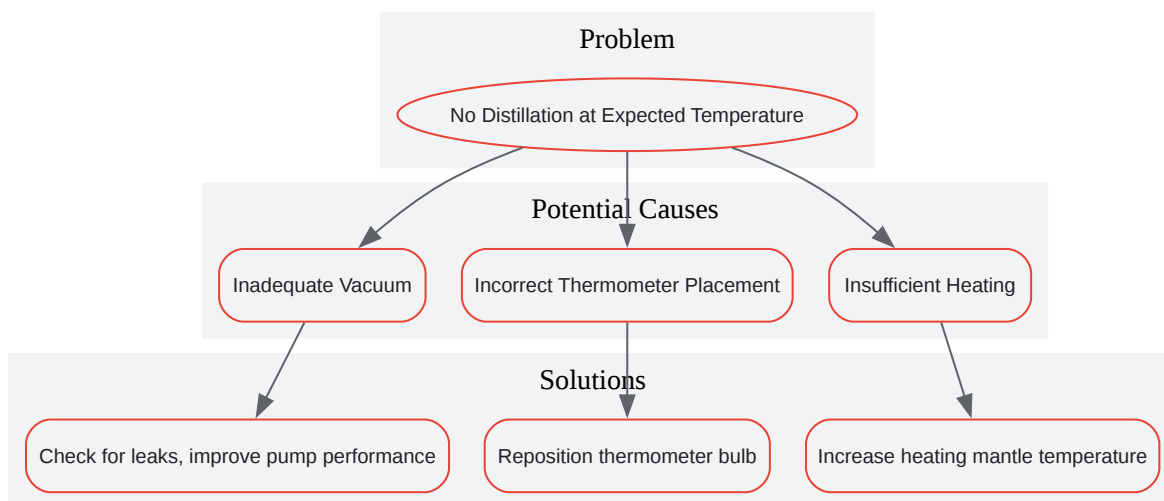 Problem
No Distillation at Expected Temperature
Potential Causes
Inadequate Vacuum
Incorrect Thermometer Placement
Insufficient Heating
Solutions
Check for leaks, improve pump performance
Reposition thermometer bulb
Increase heating mantle temperature